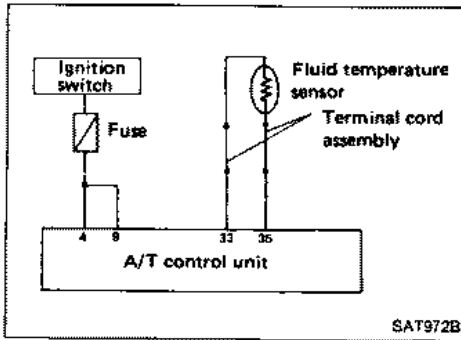 Ignition
switch
Fuse
Fluid temperature
sensor
Terminal cord
assembly
4 9 33 35
A/T control unit
SAT972B